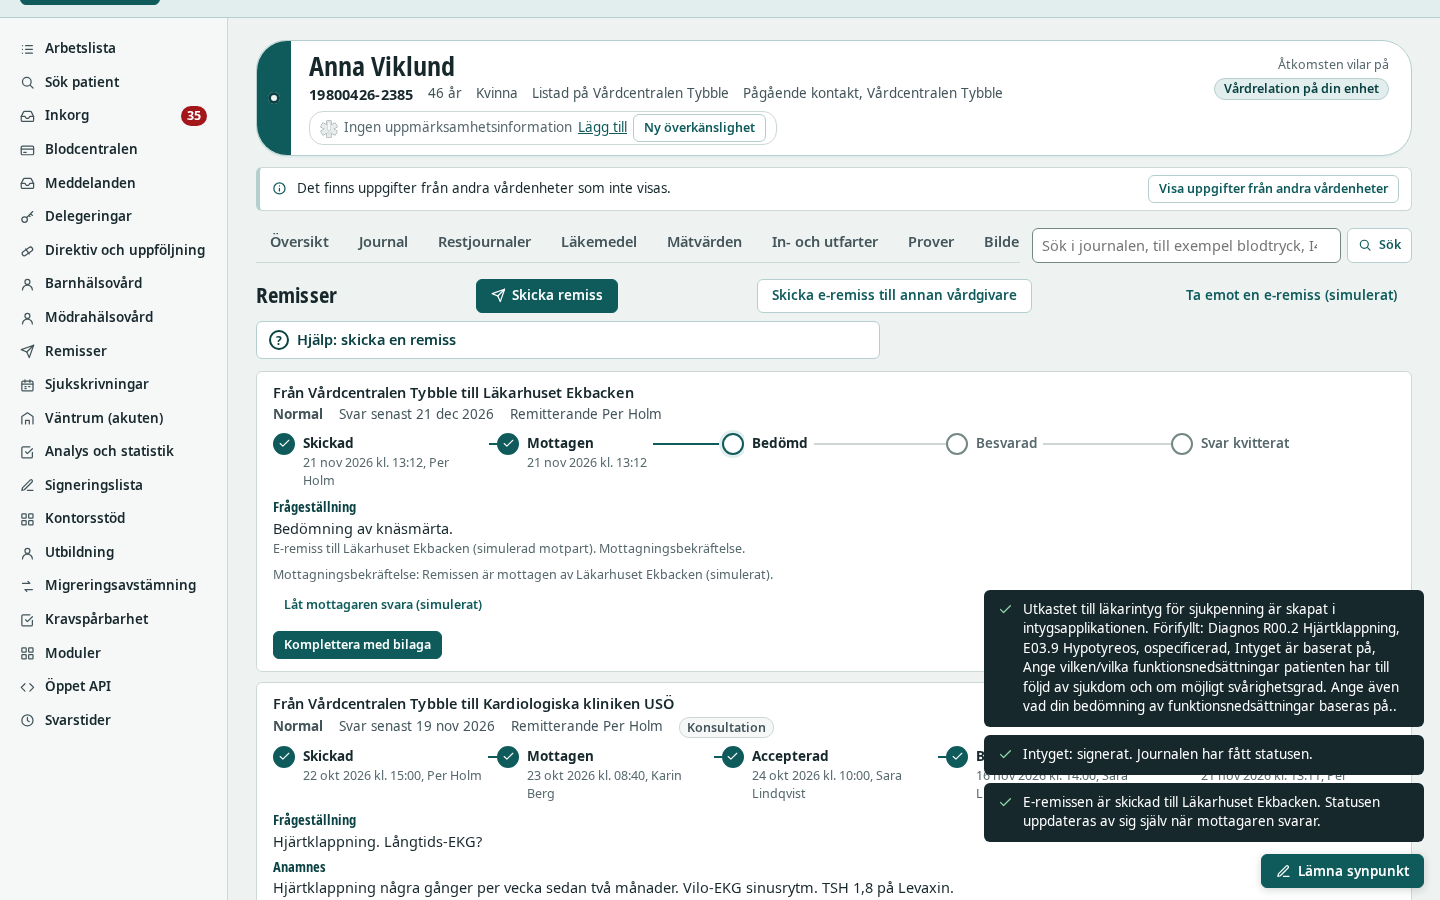 Arbetslista
Sök patient
Inkorg 35
Blodcentralen
Meddelanden
Delegeringar
Direktiv och uppföljning
Barnhälsovård
Mödrahälsovård
Remisser
Sjukskrivningar
Väntrum (akuten)
Analys och statistik
Signeringslista
Kontorsstöd
Utbildning
Migreringsavstämning
Kravspårbarhet
Moduler
Öppet API
Svarstider
Anna Viklund
19800426-2385 46 år Kvinna Listad på Vårdcentralen Tybble Pågående kontakt, Vårdcentralen Tybble
Ingen uppmärksamhetsinformation Lägg till Ny överkänslighet
Åtkomsten vilar på
Vårdrelation på din enhet
Det finns uppgifter från andra vårdenheter som inte visas.
Visa uppgifter från andra vårdenheter
Översikt Journal Restjournaler Läkemedel Mätvärden In- och utfarter Prover Bilde
Sök i journalen, till exempel blodtryck, I4
Sök
Remisser
Skicka remiss
Skicka e-remiss till annan vårdgivare
Ta emot en e-remiss (simulerat)
? Hjälp: skicka en remiss
Från Vårdcentralen Tybble till Läkarhuset Ekbacken
Normal Svar senast 21 dec 2026 Remitterande Per Holm
Skickad Mottagen Bedömd Besvarad Svar kvitterat
21 nov 2026 kl. 13:12, Per 21 nov 2026 kl. 13:12
Holm
Frågeställning
Bedömning av knäsmärta.
E-remiss till Läkarhuset Ekbacken (simulerad motpart). Mottagningsbekräftelse.
Mottagningsbekräftelse: Remissen är mottagen av Läkarhuset Ekbacken (simulerat).
Låt mottagaren svara (simulerat)
Komplettera med bilaga
Från Vårdcentralen Tybble till Kardiologiska kliniken USÖ
Normal Svar senast 19 nov 2026 Remitterande Per Holm Konsultation
Skickad Mottagen Accepterad
22 okt 2026 kl. 15:00, Per Holm 23 okt 2026 kl. 08:40, Karin 24 okt 2026 kl. 10:00, Sara
Berg Lindqvist
Frågeställning
Hjärtklappning. Långtids-EKG?
Anamnes
Hjärtklappning några gånger per vecka sedan två månader. Vilo-EKG sinusrytm. TSH 1,8 på Levaxin.
Utkastet till läkarintyg för sjukpenning är skapat i
intygsapplikationen. Förifyllt: Diagnos R00.2 Hjärtklappning,
E03.9 Hypotyreos, ospecificerad, Intyget är baserat på,
Ange vilken/vilka funktionsnedsättningar patienten har till
följd av sjukdom och om möjligt svårighetsgrad. Ange även
vad din bedömning av funktionsnedsättningar baseras på..
Intyget: signerat. Journalen har fått statusen.
E-remissen är skickad till Läkarhuset Ekbacken. Statusen
uppdateras av sig själv när mottagaren svarar.
Lämna synpunkt